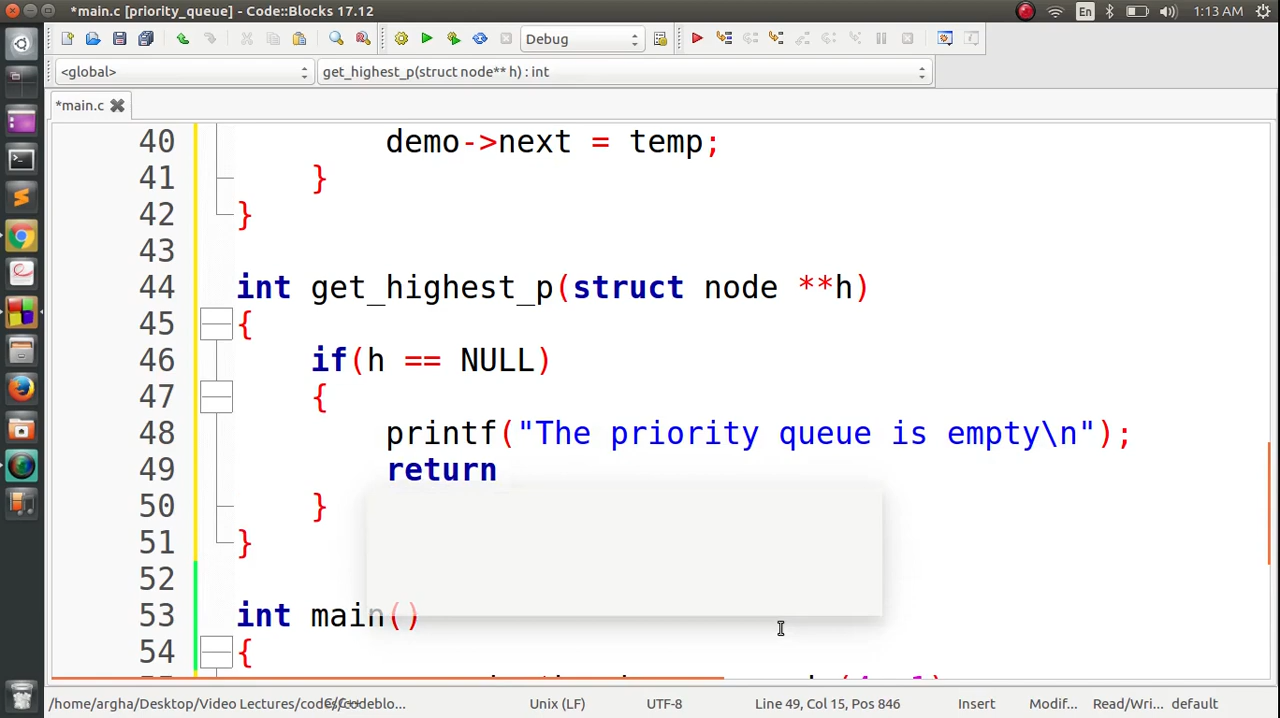 *main.c [priority_queue] - Code::Blocks 17.12
En
1:13 AM
Debug
<global>
get_highest_p(struct node** h) : int
*main.c
40 demo->next = temp;
41 }
42 }
43
44 int get_highest_p(struct node **h)
45 {
46 if(h == NULL)
47 {
48 printf("The priority queue is empty\n");
49 return
50 }
51 }
52
53 int main()
54 {
/home/argha/Desktop/Video Lectures/codes/Codeblo...
Unix (LF)
UTF-8
Line 49, Col 15, Pos 846
Insert
Modif...
Read/Wri...
default